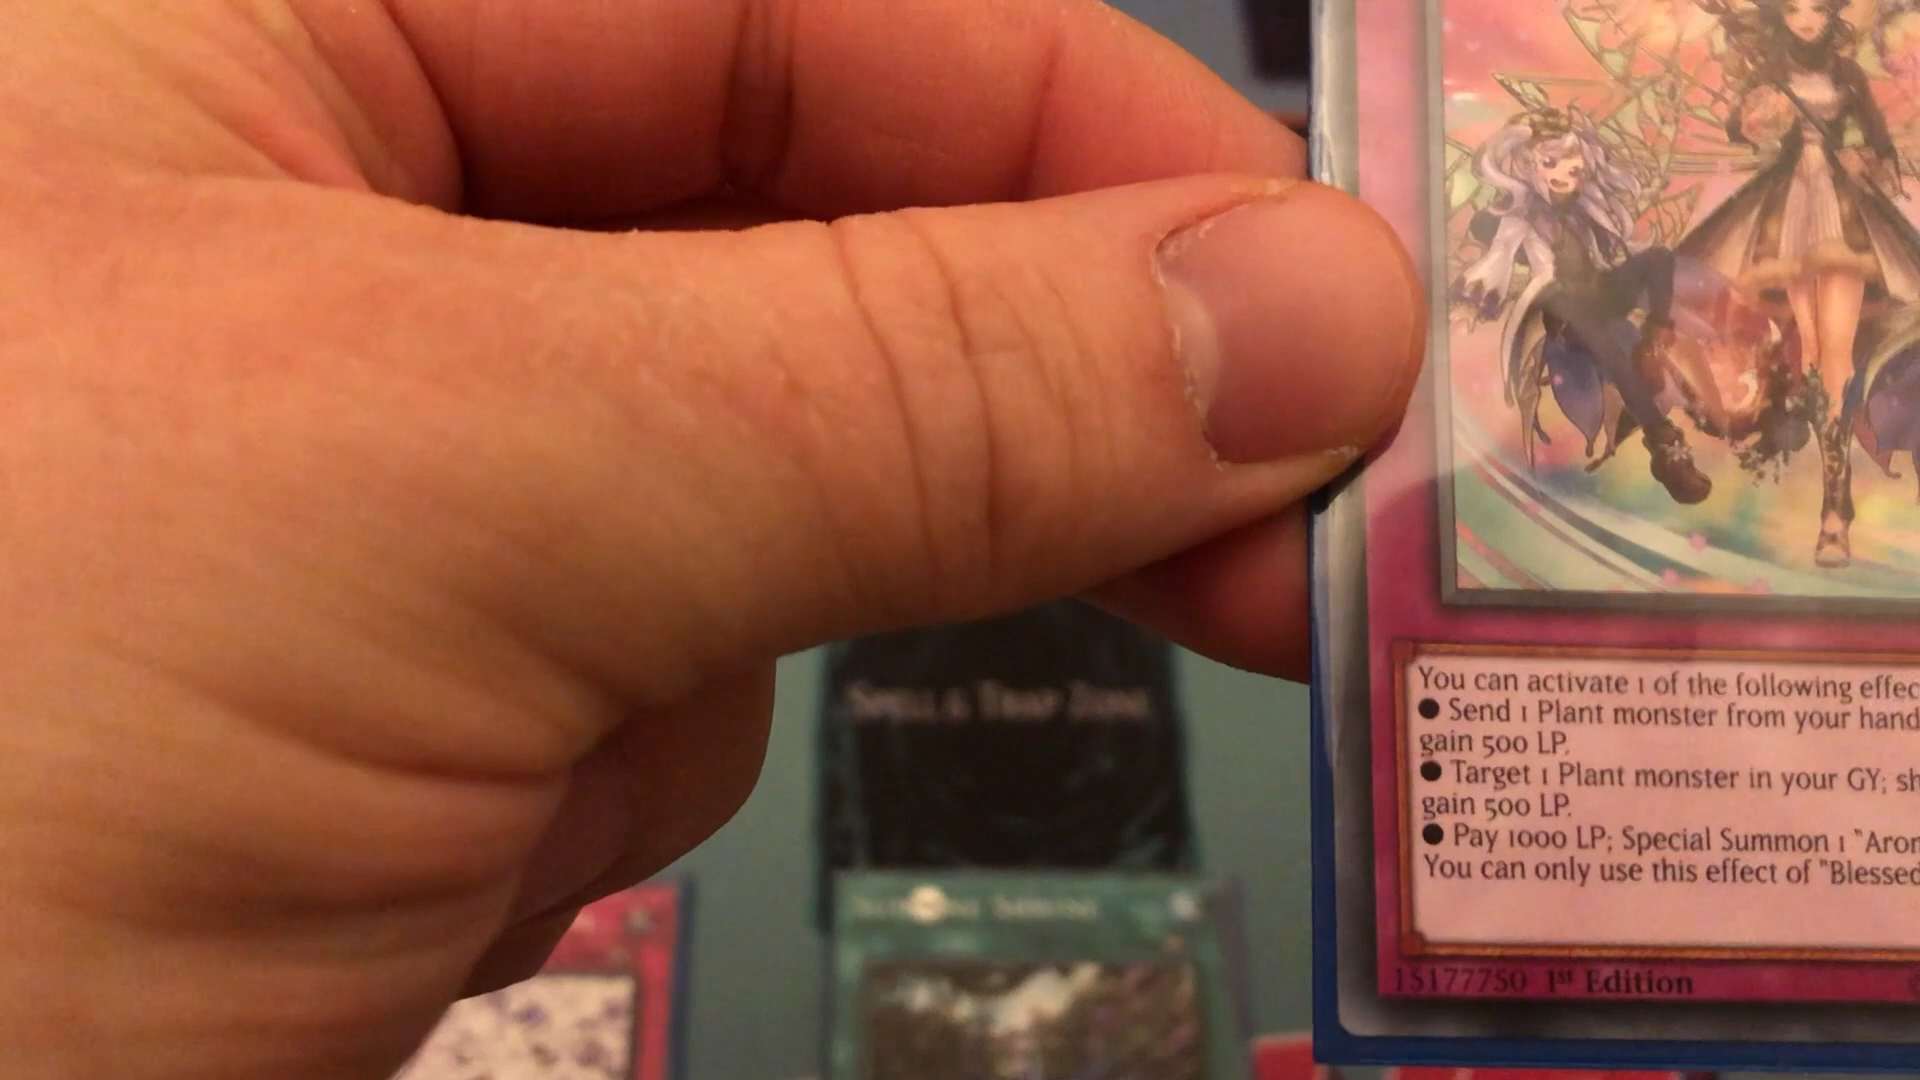 You can activate 1 of the following effec
● Send 1 Plant monster from your hand
gain 500 LP.
● Target 1 Plant monster in your GY; sh
gain 500 LP.
● Pay 1000 LP; Special Summon 1 "Aron
You can only use this effect of "Blessed
15177750 1st Edition
Spell & Trap Zone